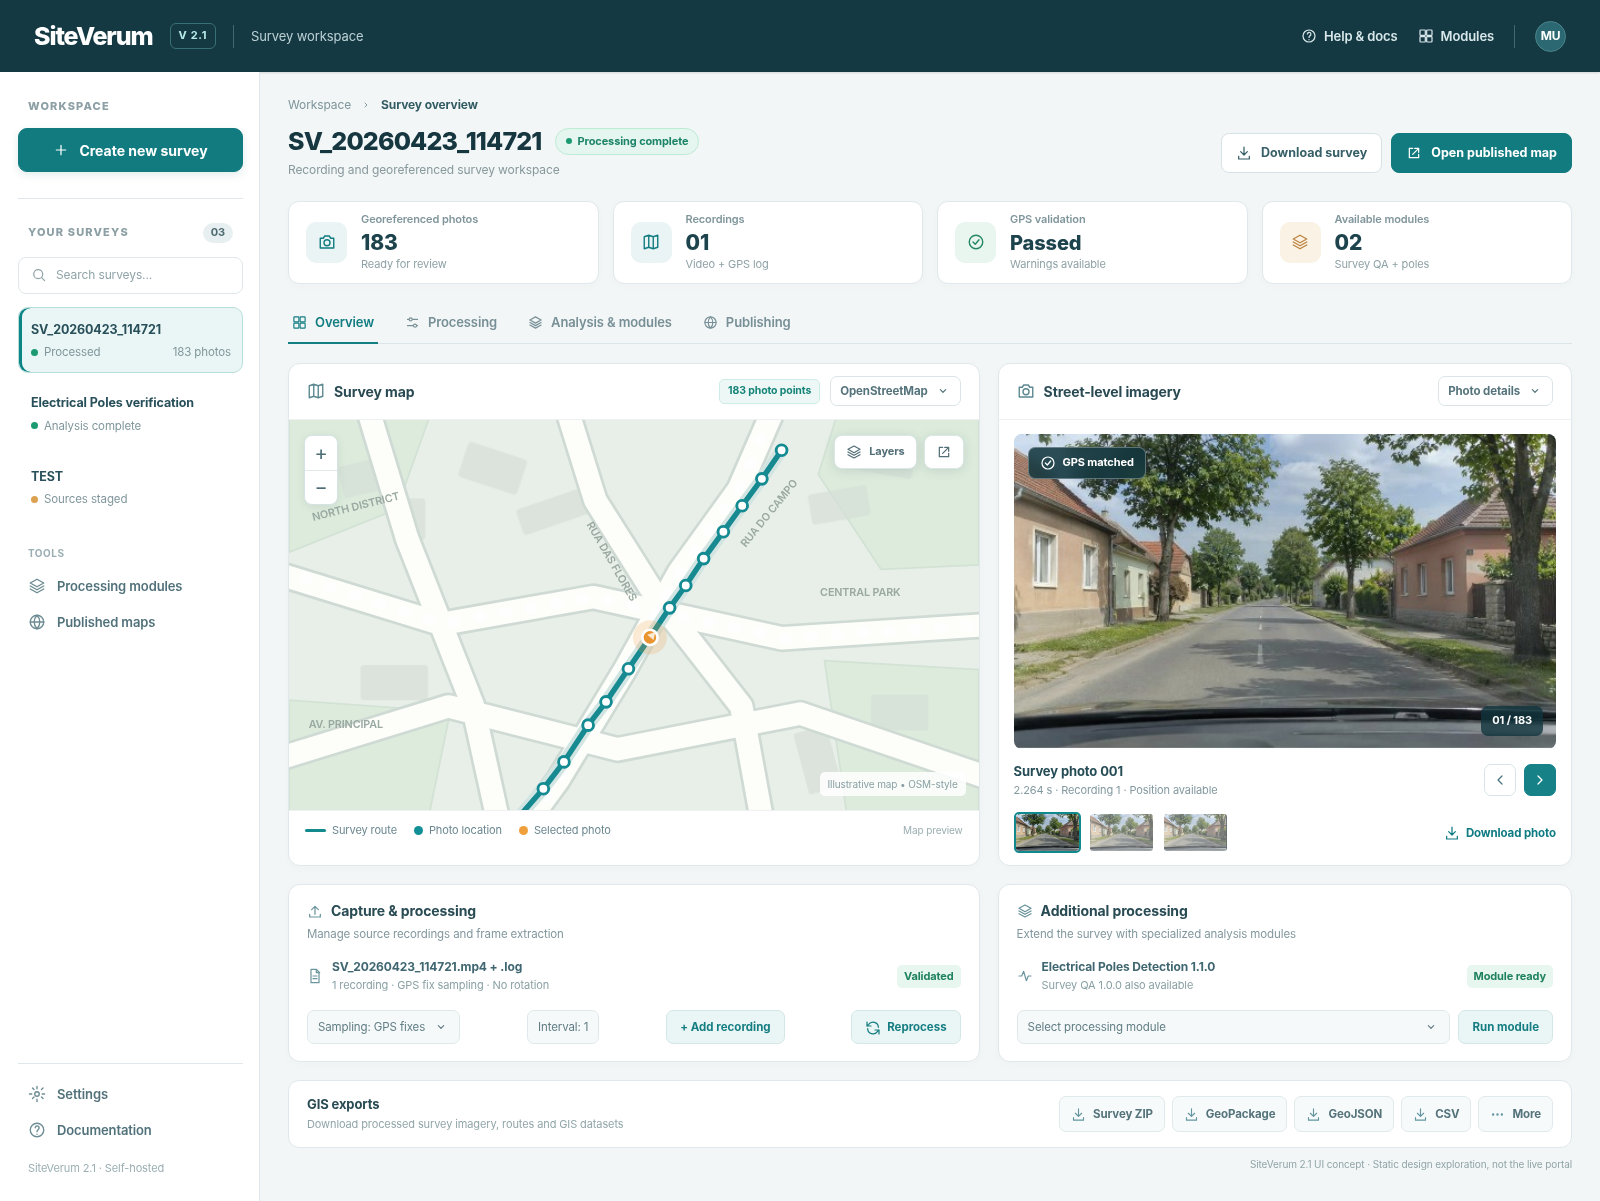 SiteVerum
V 2.1
Survey workspace
Help & docs
Modules
MU
WORKSPACE
+ Create new survey
YOUR SURVEYS
03
Search surveys...
SV_20260423_114721
Processed
183 photos
Electrical Poles verification
Analysis complete
TEST
Sources staged
TOOLS
Processing modules
Published maps
Settings
Documentation
SiteVerum 2.1 · Self-hosted
Workspace › Survey overview
SV_20260423_114721
Processing complete
Recording and georeferenced survey workspace
Download survey
Open published map
Georeferenced photos
183
Ready for review
Recordings
01
Video + GPS log
GPS validation
Passed
Warnings available
Available modules
02
Survey QA + poles
Overview
Processing
Analysis & modules
Publishing
Survey map
183 photo points
OpenStreetMap
+
−
Layers
NORTH DISTRICT
RUA DAS FLORES
RUA DO CAMPO
CENTRAL PARK
AV. PRINCIPAL
Illustrative map • OSM-style
Survey route
Photo location
Selected photo
Map preview
Street-level imagery
Photo details
GPS matched
01 / 183
Survey photo 001
2.264 s · Recording 1 · Position available
Download photo
Capture & processing
Manage source recordings and frame extraction
SV_20260423_114721.mp4 + .log
1 recording · GPS fix sampling · No rotation
Validated
Sampling: GPS fixes
Interval: 1
+ Add recording
Reprocess
Additional processing
Extend the survey with specialized analysis modules
Electrical Poles Detection 1.1.0
Survey QA 1.0.0 also available
Module ready
Select processing module
Run module
GIS exports
Download processed survey imagery, routes and GIS datasets
Survey ZIP
GeoPackage
GeoJSON
CSV
More
SiteVerum 2.1 UI concept · Static design exploration, not the live portal